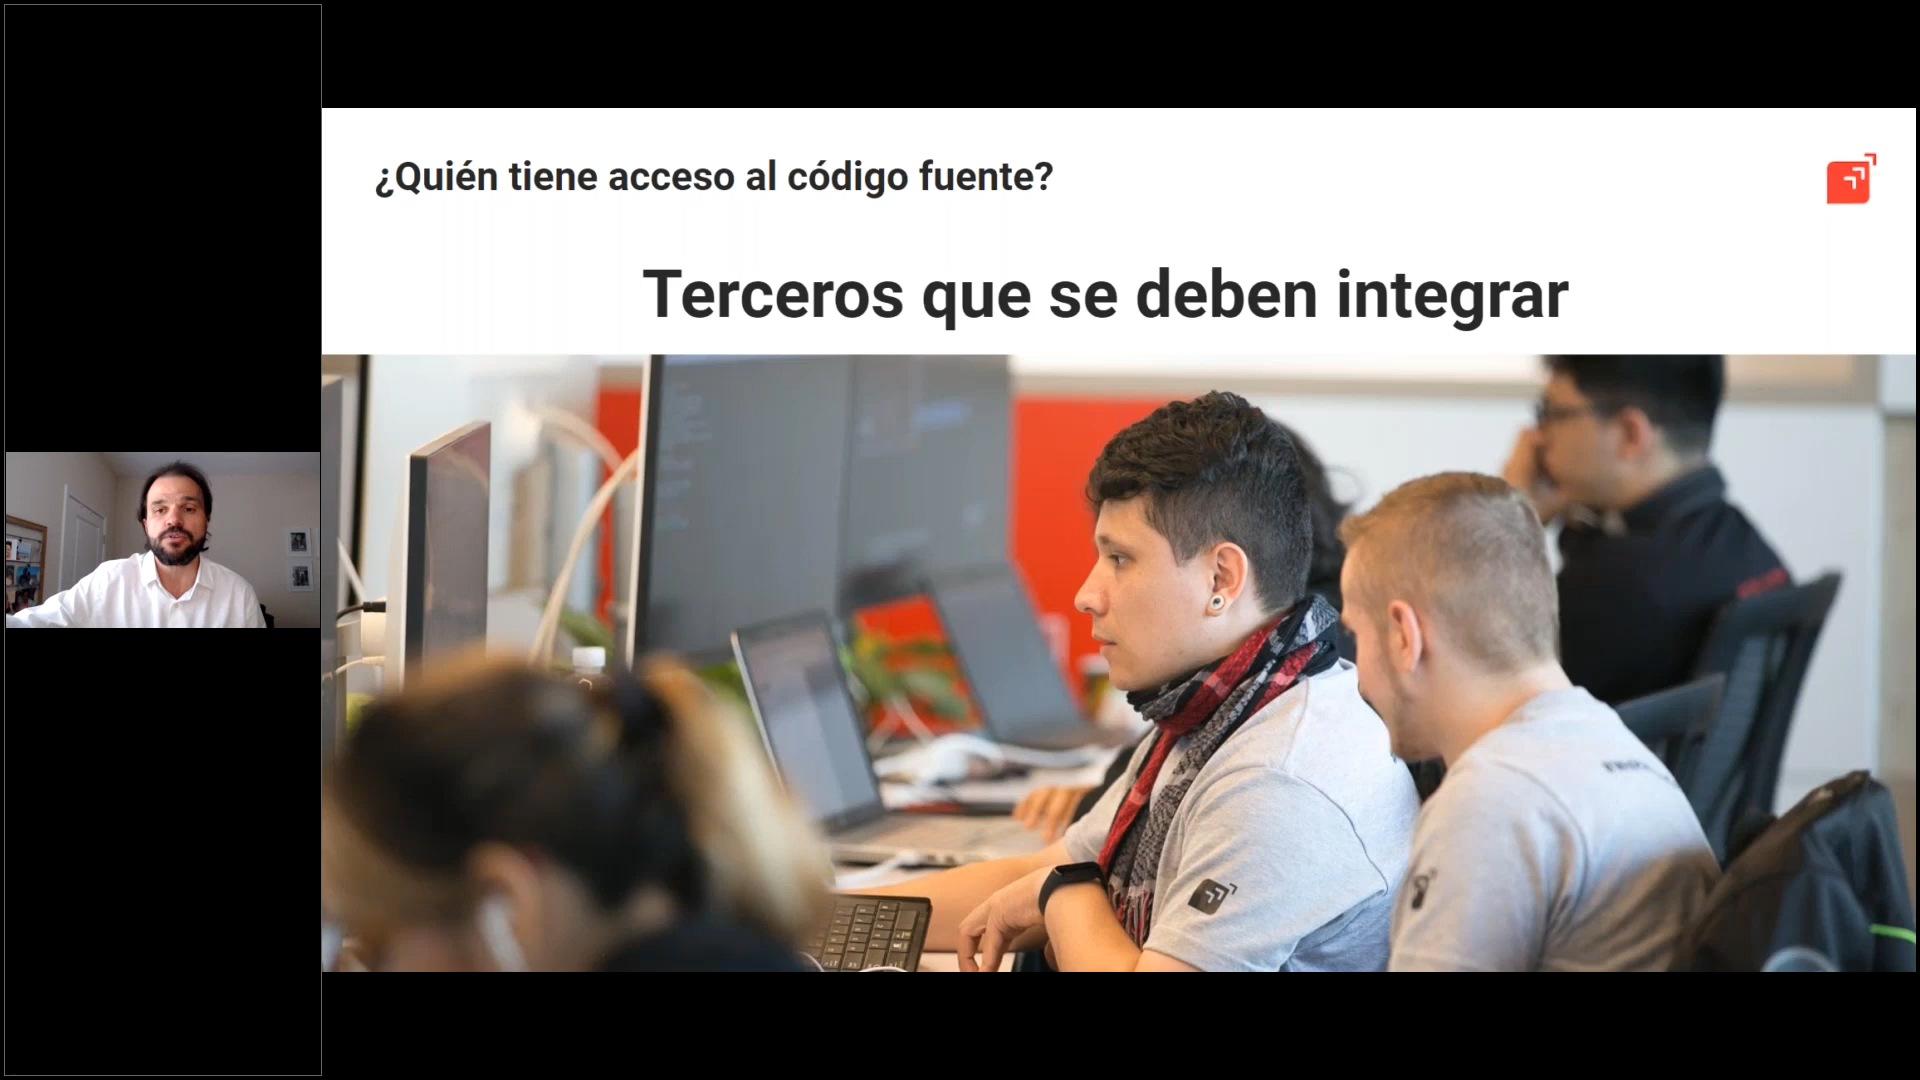 ¿Quién tiene acceso al código fuente?
Terceros que se deben integrar